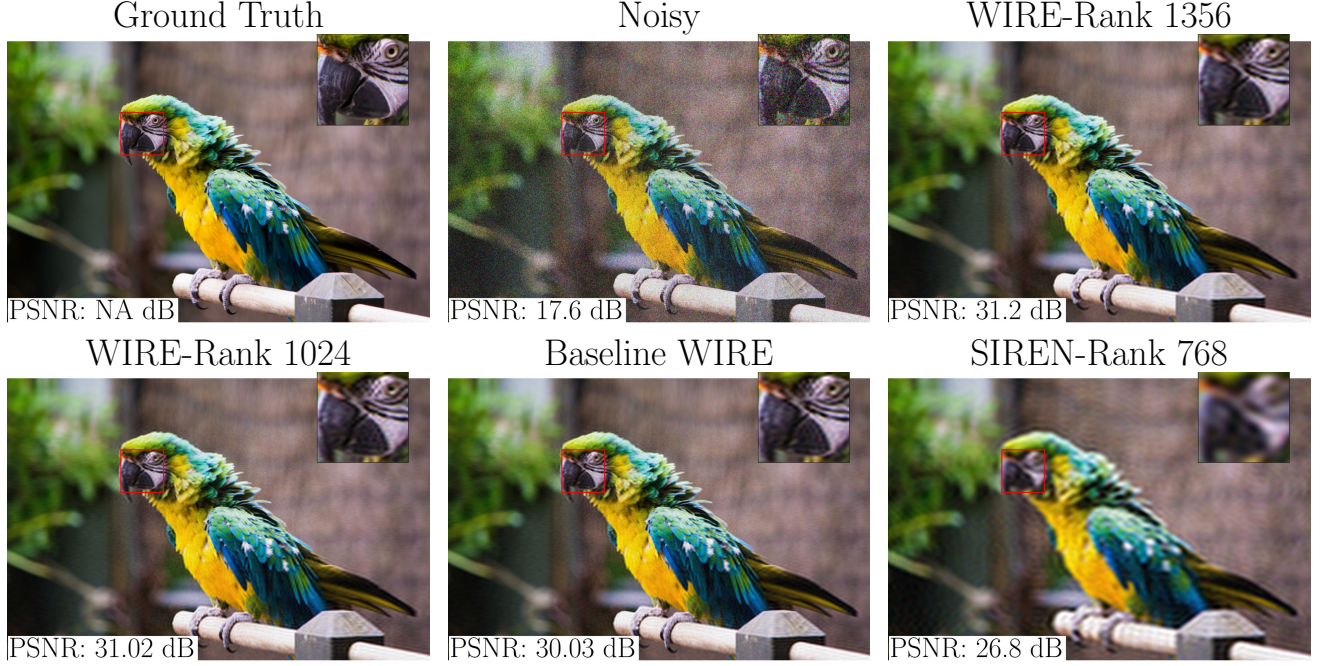 Ground Truth
Noisy
WIRE-Rank 1356
PSNR: NA dB
PSNR: 17.6 dB
PSNR: 31.2 dB
WIRE-Rank 1024
Baseline WIRE
SIREN-Rank 768
PSNR: 31.02 dB
PSNR: 30.03 dB
PSNR: 26.8 dB